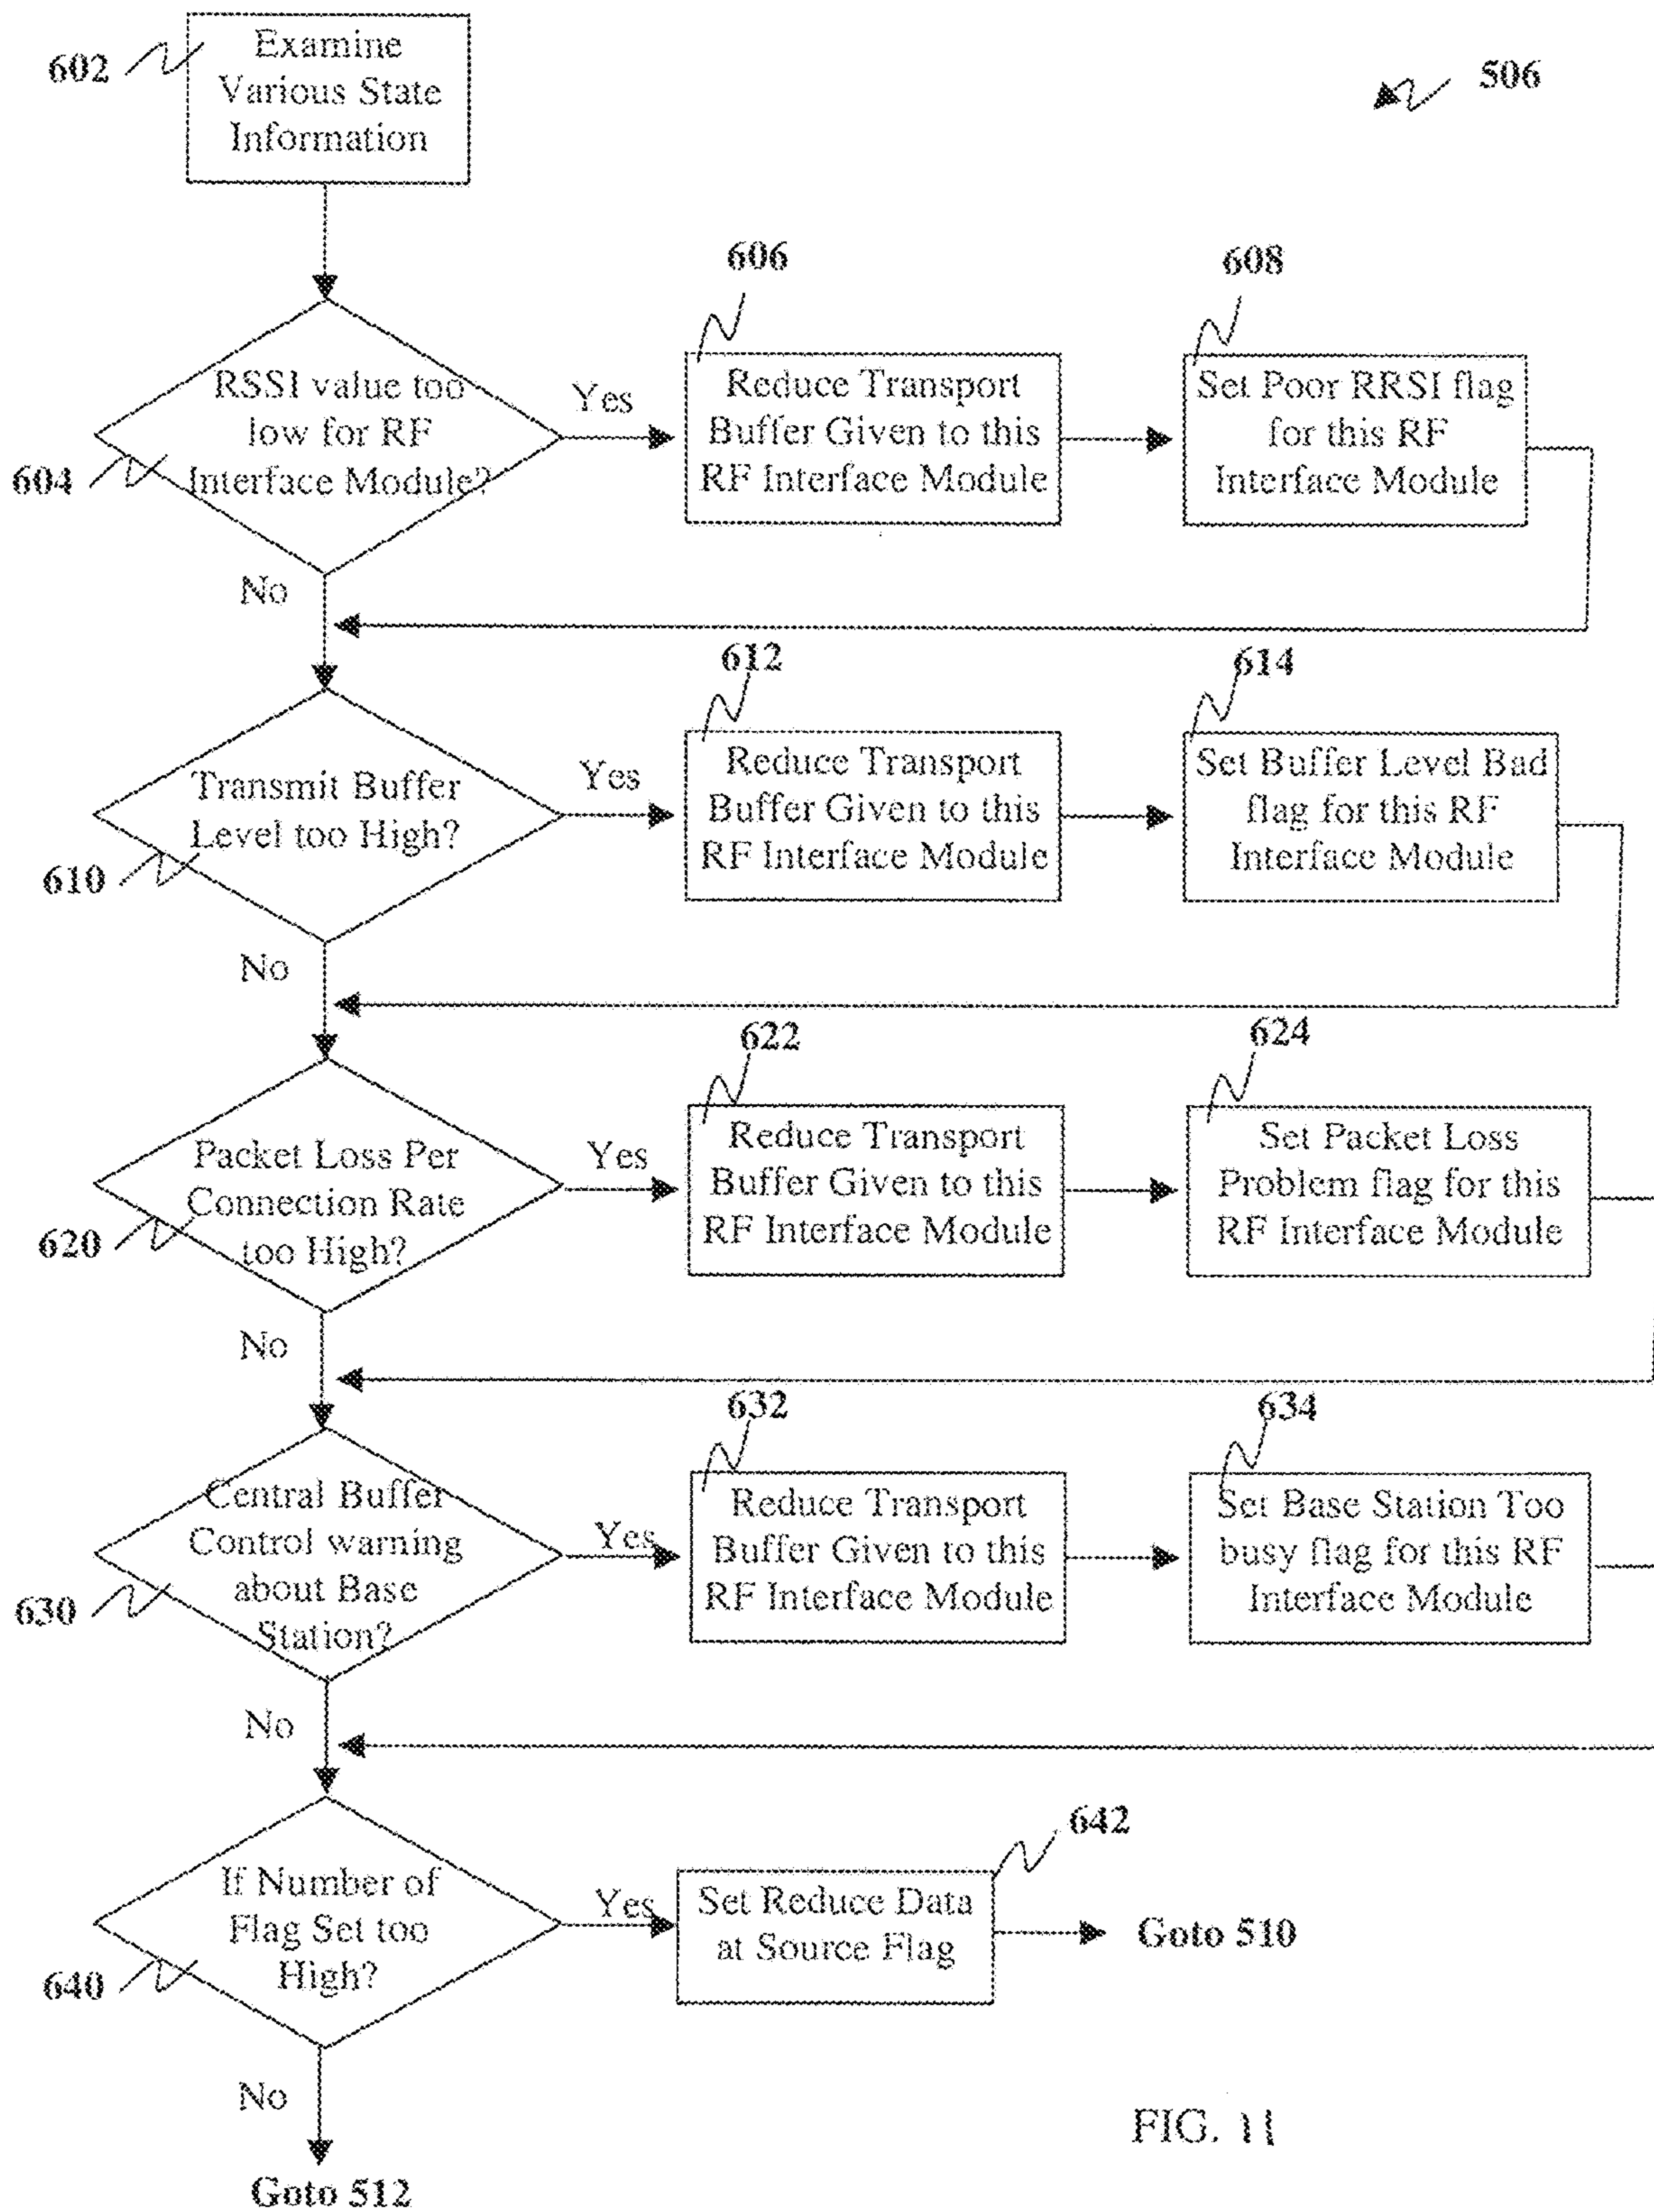 602
Examine
Various State
Information
506
606
608
RSSI value too
low for RF
Interface Module?
604
Yes
Reduce Transport
Buffer Given to this
RF Interface Module
Set Poor RRSI flag
for this RF
Interface Module
No
612
614
Transmit Buffer
Level too High?
610
Yes
Reduce Transport
Buffer Given to this
RF Interface Module
Set Buffer Level Bad
flag for this RF
Interface Module
No
622
624
Packet Loss Per
Connection Rate
too High?
620
Yes
Reduce Transport
Buffer Given to this
RF Interface Module
Set Packet Loss
Problem flag for this
RF Interface Module
No
632
634
Central Buffer
Control warning
about Base
Station?
630
Yes
Reduce Transport
Buffer Given to this
RF Interface Module
Set Base Station Too
busy flag for this RF
Interface Module
No
642
If Number of
Flag Set too
High?
640
Yes
Set Reduce Data
at Source Flag
Goto 510
No
Goto 512
FIG. 11